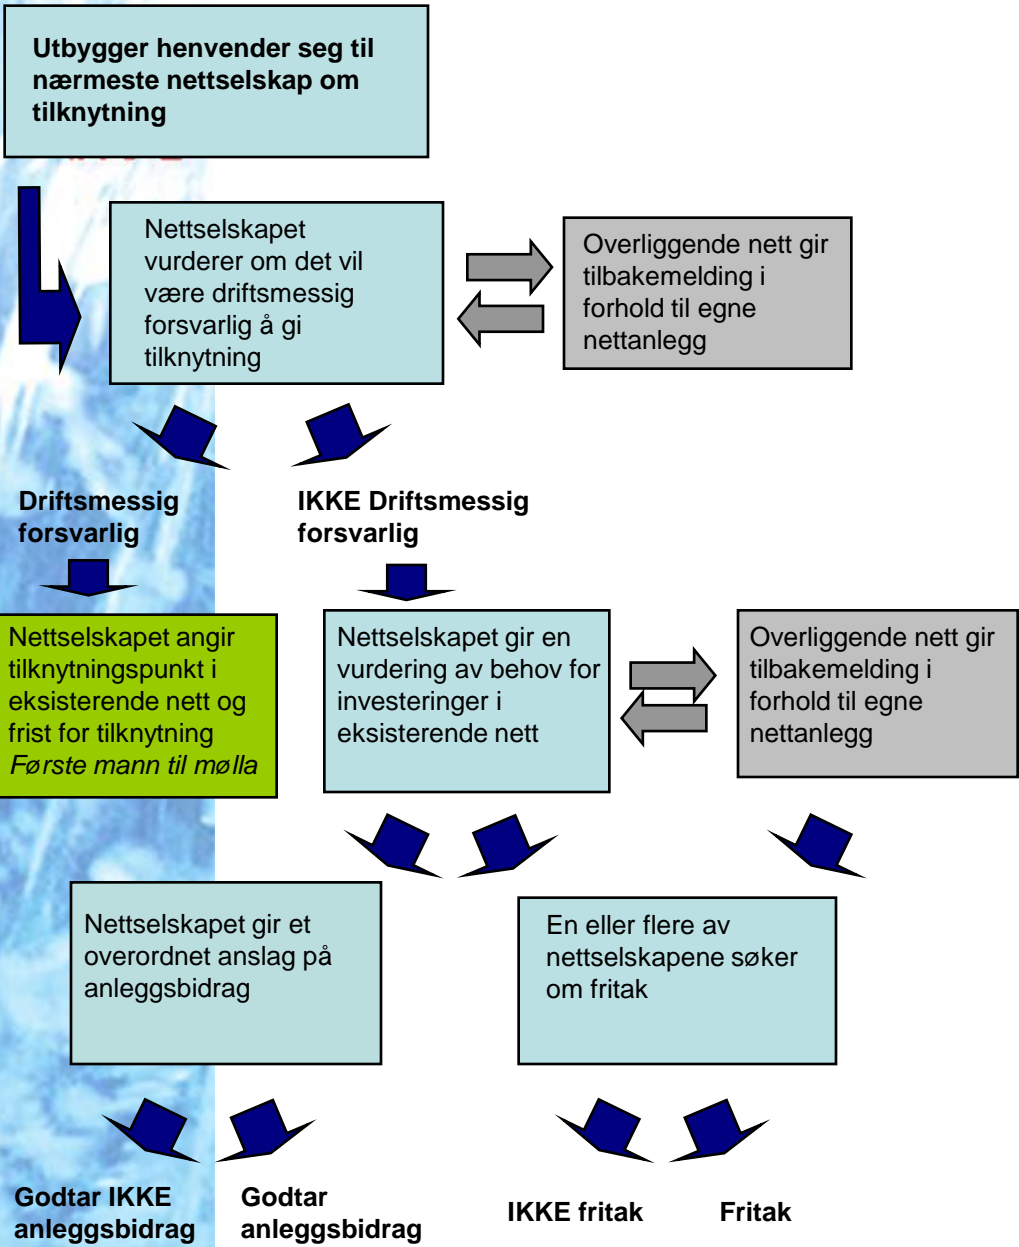 Utbygger henvender seg til
nærmeste nettselskap om
tilknytning
Nettselskapet
vurderer om det vil
være driftsmessig
forsvarlig å gi
tilknytning
Overliggende nett gir
tilbakemelding i
forhold til egne
nettanlegg
Driftsmessig
forsvarlig
IKKE Driftsmessig
forsvarlig
Nettselskapet angir
tilknytningspunkt i
eksisterende nett og
frist for tilknytning
Første mann til mølla
Nettselskapet gir en
vurdering av behov for
investeringer i
eksisterende nett
Overliggende nett gir
tilbakemelding i
forhold til egne
nettanlegg
Nettselskapet gir et
overordnet anslag på
anleggsbidrag
En eller flere av
nettselskapene søker
om fritak
Godtar IKKE
anleggsbidrag
Godtar
anleggsbidrag
IKKE fritak
Fritak